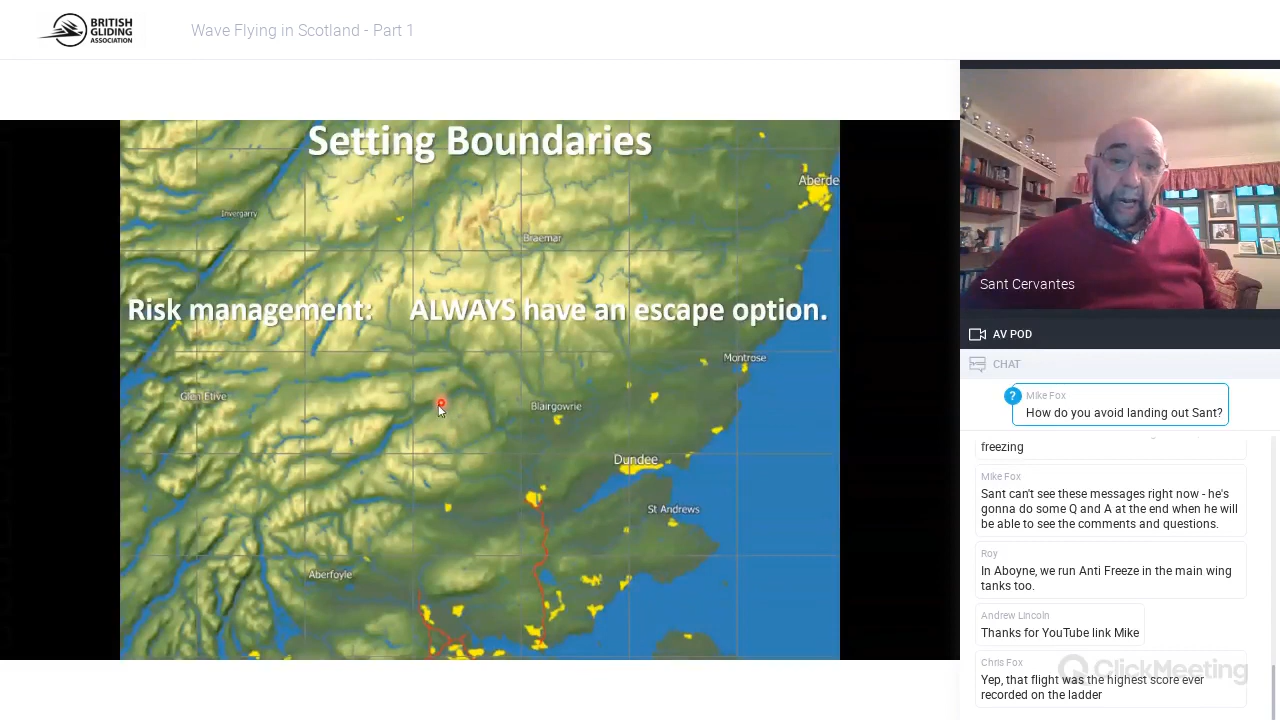 BRITISH
GLIDING
ASSOCIATION
Wave Flying in Scotland - Part 1
Setting Boundaries
Aberde
Invergarry
Braemar
Risk management: ALWAYS have an escape option.
Montrose
Glen Etive
Blairgowrie
Dundee
St Andrews
Aberfoyle
Sant Cervantes
AV POD
CHAT
?
Mike Fox
How do you avoid landing out Sant?
freezing
Mike Fox
Sant can't see these messages right now - he's
gonna do some Q and A at the end when he will
be able to see the comments and questions.
Roy
In Aboyne, we run Anti Freeze in the main wing
tanks too.
Andrew Lincoln
Thanks for YouTube link Mike
Chris Fox
Yep, that flight was the highest score ever
recorded on the ladder
ClickMeeting